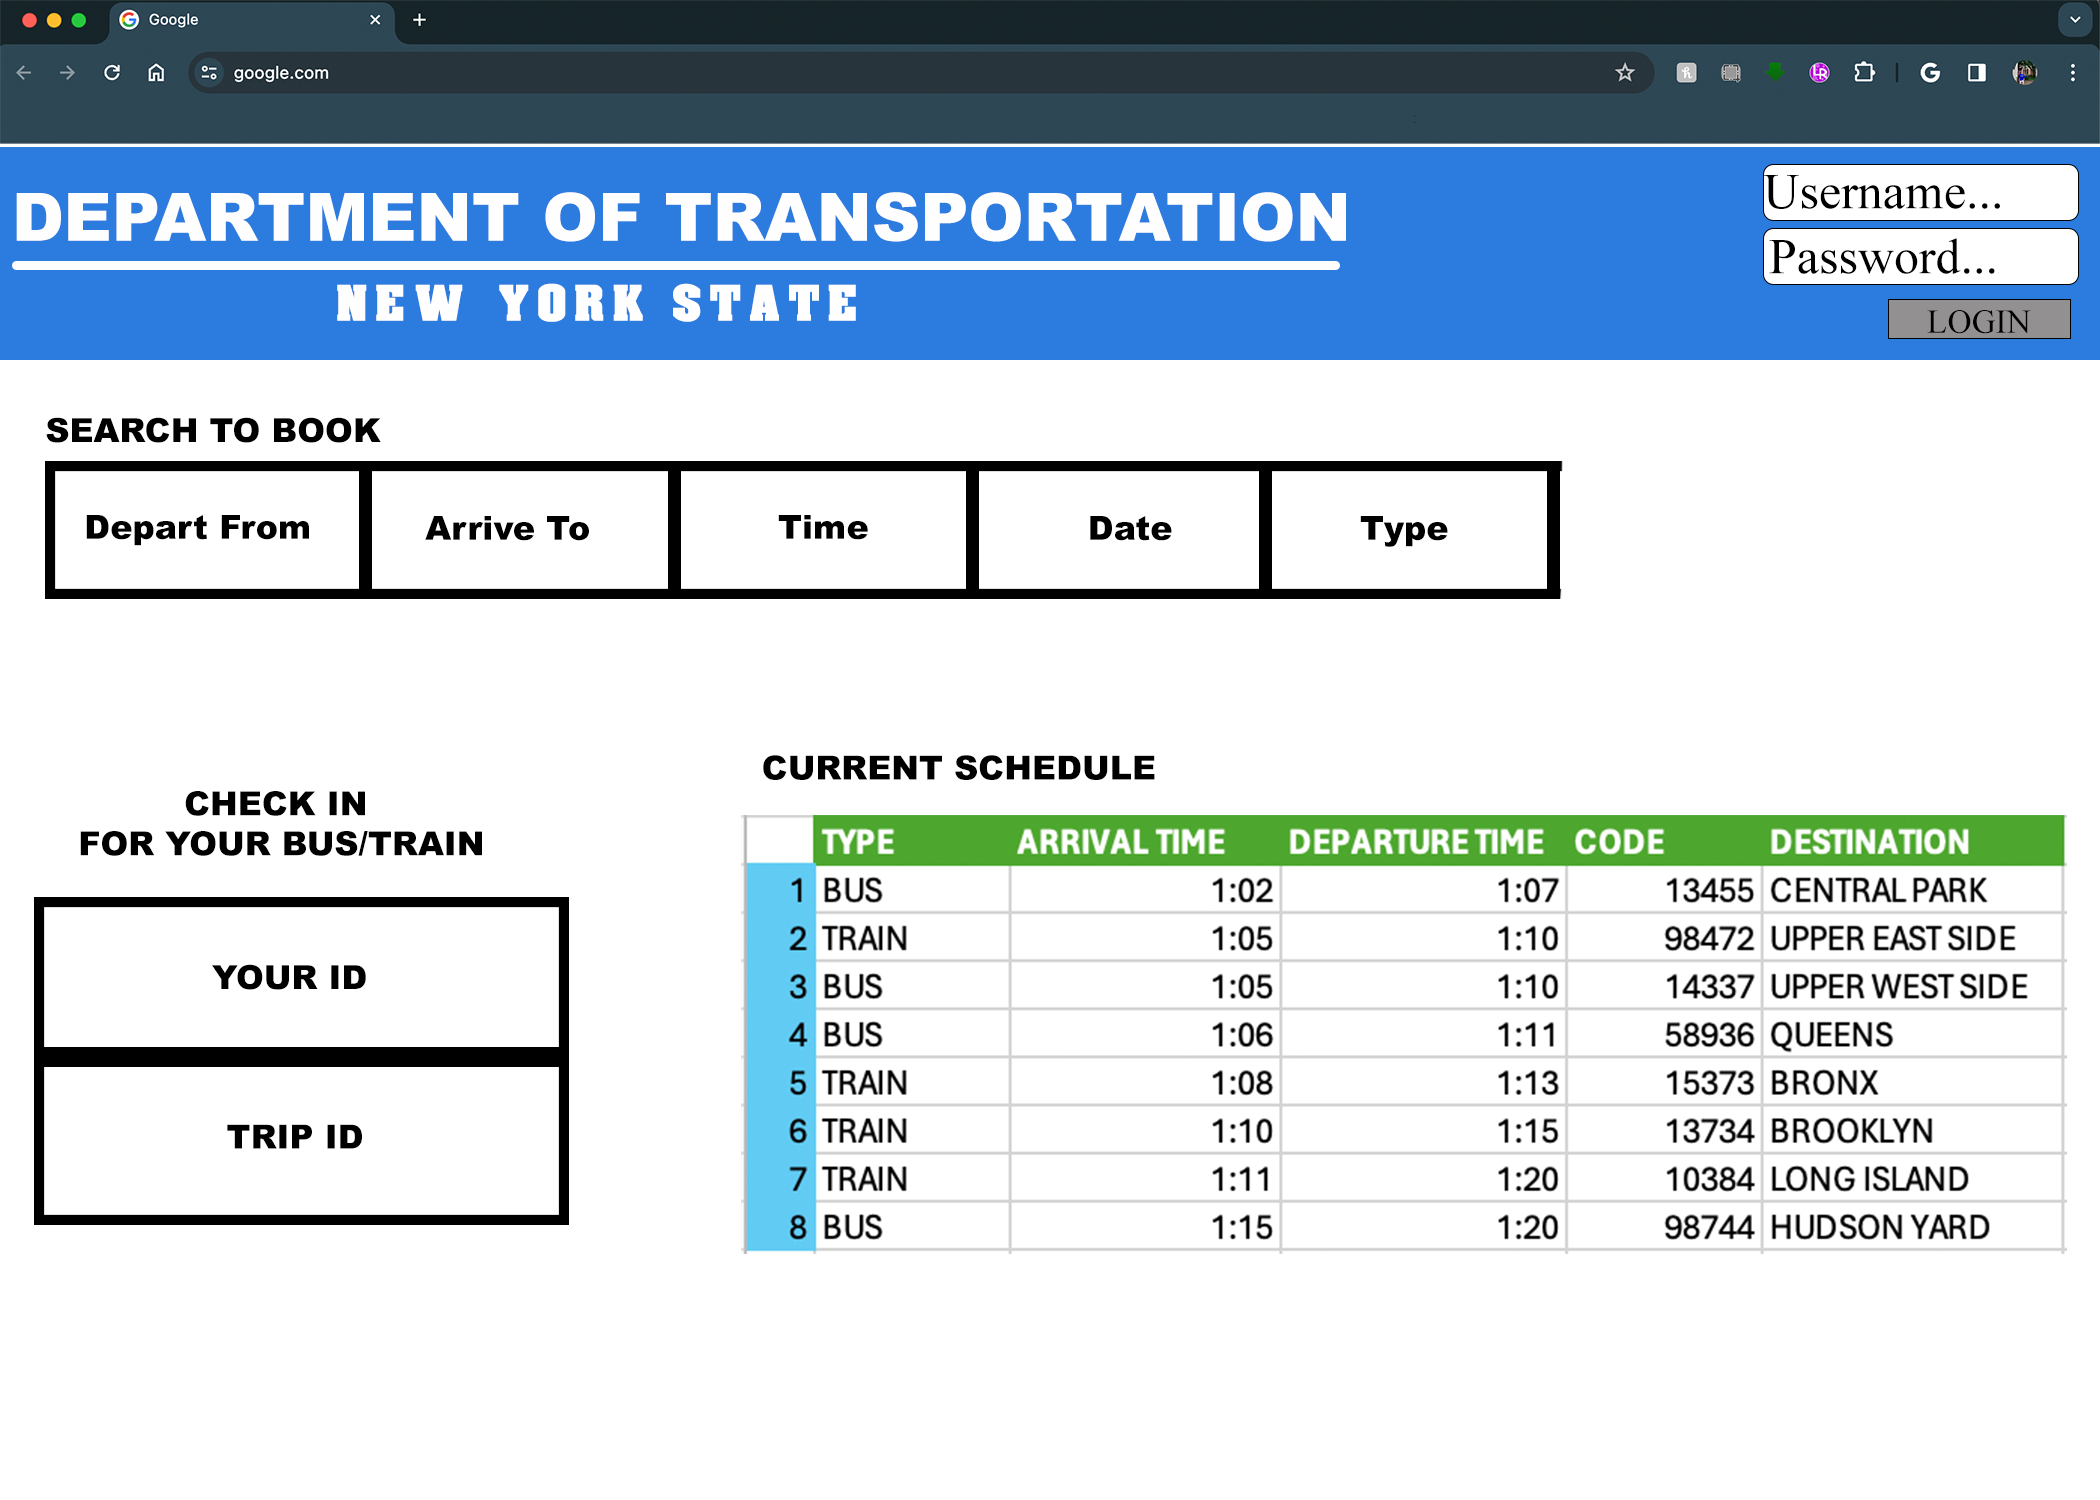 Google
google.com
DEPARTMENT OF TRANSPORTATION
NEW YORK STATE
Username...
Password...
LOGIN
SEARCH TO BOOK
Depart From Arrive To Time Date Type
CHECK IN
FOR YOUR BUS/TRAIN
YOUR ID
TRIP ID
CURRENT SCHEDULE
TYPE ARRIVAL TIME DEPARTURE TIME CODE DESTINATION
1 BUS 1:02 1:07 13455 CENTRAL PARK
2 TRAIN 1:05 1:10 98472 UPPER EAST SIDE
3 BUS 1:05 1:10 14337 UPPER WEST SIDE
4 BUS 1:06 1:11 58936 QUEENS
5 TRAIN 1:08 1:13 15373 BRONX
6 TRAIN 1:10 1:15 13734 BROOKLYN
7 TRAIN 1:11 1:20 10384 LONG ISLAND
8 BUS 1:15 1:20 98744 HUDSON YARD